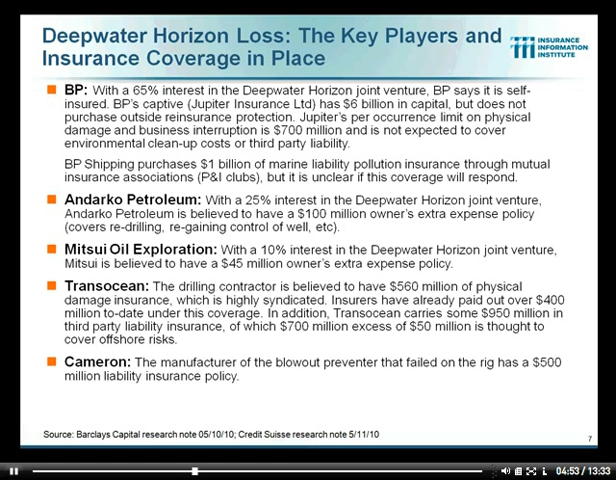 Deepwater Horizon Loss: The Key Players and
Insurance Coverage in Place
INSURANCE
INFORMATION
INSTITUTE
BP: With a 65% interest in the Deepwater Horizon joint venture, BP says it is self-
insured. BP's captive (Jupiter Insurance Ltd) has $6 billion in capital, but does not
purchase outside reinsurance protection. Jupiter's per occurrence limit on physical
damage and business interruption is $700 million and is not expected to cover
environmental clean-up costs or third party liability.
BP Shipping purchases $1 billion of marine liability pollution insurance through mutual
insurance associations (P&I clubs), but it is unclear if this coverage will respond.
Andarko Petroleum: With a 25% interest in the Deepwater Horizon joint venture,
Andarko Petroleum is believed to have a $100 million owner's extra expense policy
(covers re-drilling, re-gaining control of well, etc).
Mitsui Oil Exploration: With a 10% interest in the Deepwater Horizon joint venture,
Mitsui is believed to have a $45 million owner's extra expense policy.
Transocean: The drilling contractor is believed to have $560 million of physical
damage insurance, which is highly syndicated. Insurers have already paid out over $400
million to-date under this coverage. In addition, Transocean carries some $950 million in
third party liability insurance, of which $700 million excess of $50 million is thought to
cover offshore risks.
Cameron: The manufacturer of the blowout preventer that failed on the rig has a $500
million liability insurance policy.
Source: Barclays Capital research note 05/10/10; Credit Suisse research note 5/11/10
7
04:53 / 13:33